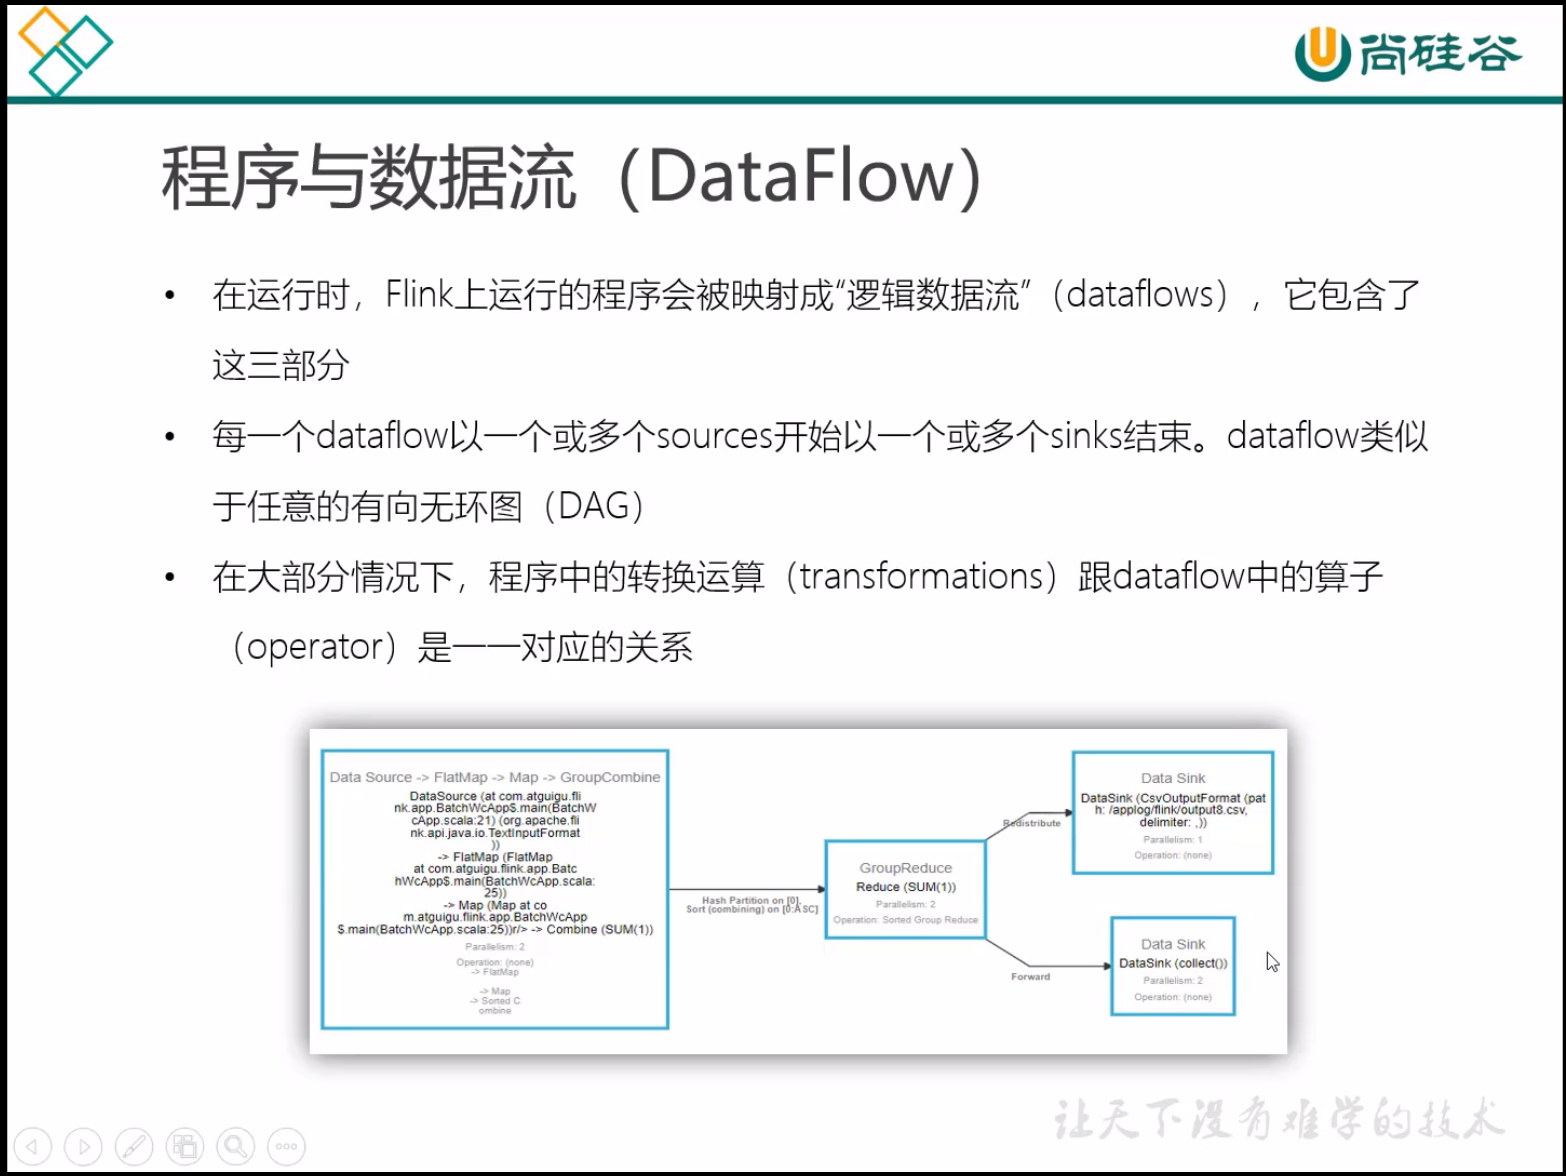 尚硅谷
程序与数据流（DataFlow）
• 在运行时，Flink上运行的程序会被映射成“逻辑数据流”（dataflows），它包含了
这三部分
• 每一个dataflow以一个或多个sources开始以一个或多个sinks结束。dataflow类似
于任意的有向无环图（DAG）
• 在大部分情况下，程序中的转换运算（transformations）跟dataflow中的算子
（operator）是一一对应的关系
Data Source -> FlatMap -> Map -> GroupCombine
DataSource (at com.atguigu.fli
nk.app.BatchWcApp$.main(BatchW
cApp.scala:21) (org.apache.fli
nk.api.java.io.TextInputFormat
))
-> FlatMap (FlatMap
at com.atguigu.flink.app.Batc
hWcApp$.main(BatchWcApp.scala:
25))
-> Map (Map at co
m.atguigu.flink.app.BatchWcApp
$.main(BatchWcApp.scala:25))r/> -> Combine (SUM(1))
Parallelism: 2
Operation: (none)
-> FlatMap
-> Map
-> Sorted C
ombine
Hash Partition on [0],
Sort (combining) on [0:ASC]
GroupReduce
Reduce (SUM(1))
Parallelism: 2
Operation: Sorted Group Reduce
Redistribute
Data Sink
DataSink (CsvOutputFormat (pat
h: /applog/flink/output8.csv,
delimiter: ,))
Parallelism: 1
Operation: (none)
Forward
Data Sink
DataSink (collect())
Parallelism: 2
Operation: (none)
让天下没有难学的技术